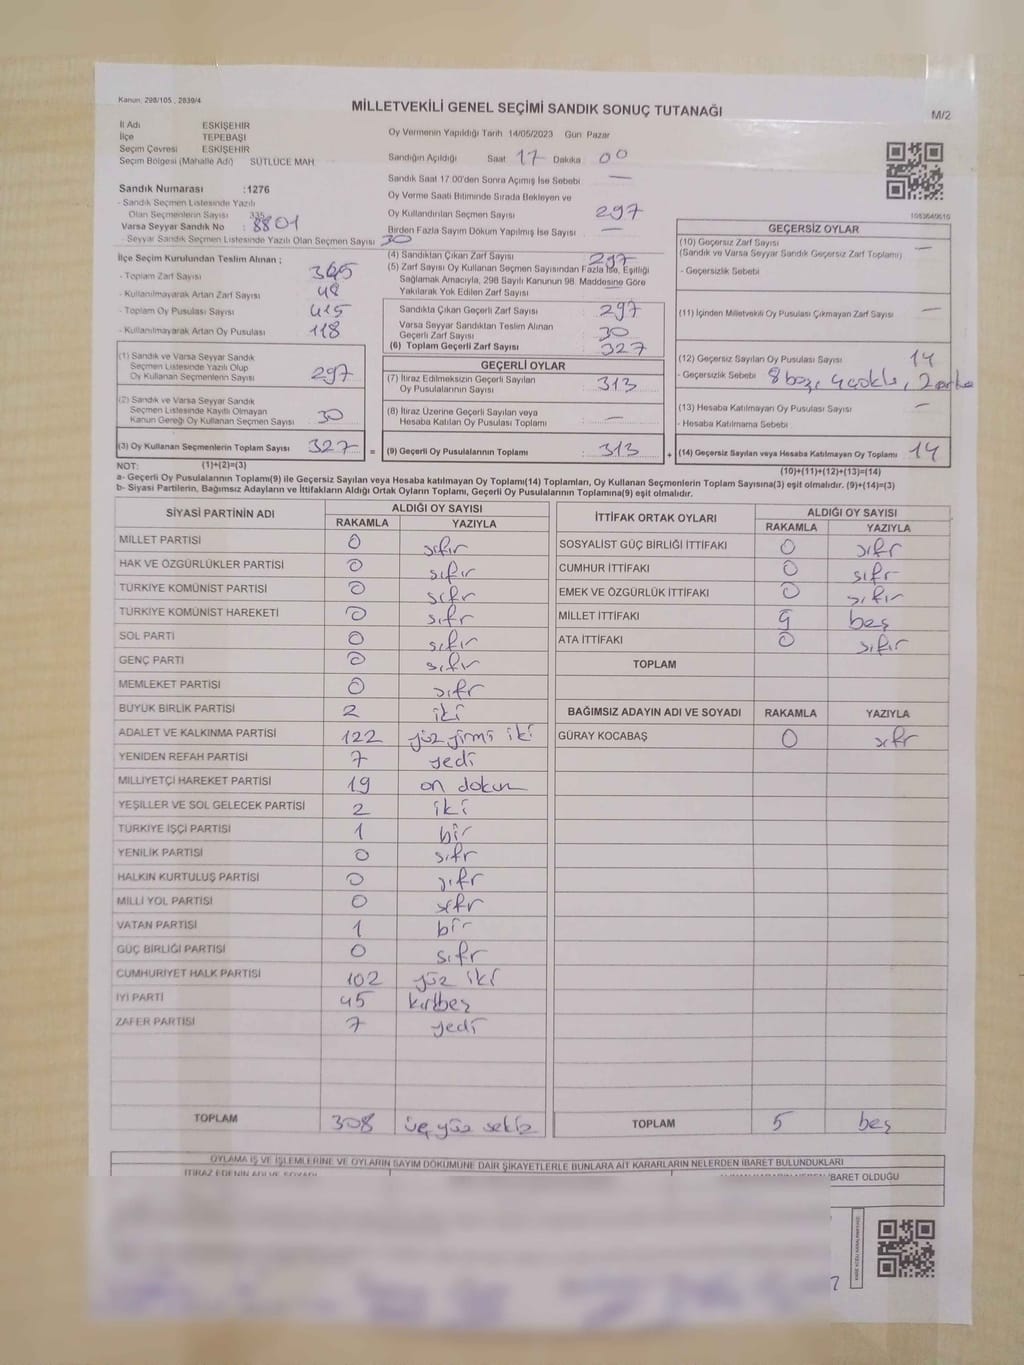 Kanun, 298/105 , 2839/4
MİLLETVEKİLİ GENEL SEÇİMİ SANDIK SONUÇ TUTANAĞI
M/2
İl Adı ESKİŞEHİR
İlçe TEPEBAŞI
Seçim Çevresi ESKİŞEHİR
Seçim Bölgesi (Mahalle Adı) SÜTLÜCE MAH.
Sandık Numarası :1276
- Sandık Seçmen Listesinde Yazılı
Olan Seçmenlerin Sayısı 335
Varsa Seyyar Sandık No : 8801
- Seyyar Sandık Seçmen Listesinde Yazılı Olan Seçmen Sayısı 30
İlçe Seçim Kurulundan Teslim Alınan ;
- Toplam Zarf Sayısı
- Kullanılmayarak Artan Zarf Sayısı 48
- Toplam Oy Pusulası Sayısı 415
- Kullanılmayarak Artan Oy Pusulası 118
(1) Sandık ve Varsa Seyyar Sandık
Seçmen Listesinde Yazılı Olup
Oy Kullanan Seçmenlerin Sayısı 297
(2) Sandık ve Varsa Seyyar Sandık
Seçmen Listesinde Kayıtlı Olmayan
Kanun Gereği Oy Kullanan Seçmen Sayısı 30
(3) Oy Kullanan Seçmenlerin Toplam Sayısı 327 =
Oy Vermenin Yapıldığı Tarih 14/05/2023 Gün Pazar
Sandığın Açıldığı Saat 17 Dakika 00
Sandık Saat 17.00'den Sonra Açımış İse Sebebi —
Oy Verme Saati Bitiminde Sırada Bekleyen ve
Oy Kullandırılan Seçmen Sayısı 297
Birden Fazla Sayım Döküm Yapılmış İse Sayısı —
(4) Sandıktan Çıkan Zarf Sayısı 297
(5) Zarf Sayısı Oy Kullanan Seçmen Sayısından Fazla İse, Eşitliği
Sağlamak Amacıyla, 298 Sayılı Kanunun 98. Maddesine Göre
Yakılarak Yok Edilen Zarf Sayısı —
Sandıkta Çıkan Geçerli Zarf Sayısı 297
Varsa Seyyar Sandıktan Teslim Alınan
Geçerli Zarf Sayısı 30
(6) Toplam Geçerli Zarf Sayısı 327
GEÇERLİ OYLAR
(7) İtiraz Edilmeksizin Geçerli Sayılan
Oy Pusulalarının Sayısı : 313
(8) İtiraz Üzerine Geçerli Sayılan veya
Hesaba Katılan Oy Pusulası Toplamı : —
(9) Geçerli Oy Pusulalarının Toplamı : 313 +
1053640510
GEÇERSİZ OYLAR
(10) Geçersiz Zarf Sayısı —
(Sandık ve Varsa Seyyar Sandık Geçersiz Zarf Toplamı)
- Geçersizlik Sebebi
(11) İçinden Milletvekili Oy Pusulası Çıkmayan Zarf Sayısı —
(12) Geçersiz Sayılan Oy Pusulası Sayısı 14
- Geçersizlik Sebebi 8 boş,
(13) Hesaba Katılmayan Oy Pusulası Sayısı —
- Hesaba Katılmama Sebebi
(14) Geçersiz Sayılan veya Hesaba Katılmayan Oy Toplamı 14
NOT: (1)+(2)=(3) (10)+(11)+(12)+(13)=(14)
a- Geçerli Oy Pusulalarının Toplamı(9) ile Geçersiz Sayılan veya Hesaba katılmayan Oy Toplamı(14) Toplamları, Oy Kullanan Seçmenlerin Toplam Sayısına(3) eşit olmalıdır. (9)+(14)=(3)
b- Siyasi Partilerin, Bağımsız Adayların ve İttifakların Aldığı Ortak Oyların Toplamı, Geçerli Oy Pusulalarının Toplamına(9) eşit olmalıdır.
SİYASİ PARTİNİN ADI ALDIĞI OY SAYISI
RAKAMLA YAZIYLA
MİLLET PARTİSİ 0 sıfır
HAK VE ÖZGÜRLÜKLER PARTİSİ 0 sıfır
TÜRKİYE KOMÜNİST PARTİSİ 0 sıfr
TÜRKİYE KOMÜNİST HAREKETİ 0 sıfr
SOL PARTİ 0 sıfır
GENÇ PARTİ 0 sıfır
MEMLEKET PARTİSİ 0 sıfr
BÜYÜK BİRLİK PARTİSİ 2 iki
ADALET VE KALKINMA PARTİSİ 122 yüz yirmi iki
YENİDEN REFAH PARTİSİ 7 yedi
MİLLİYETÇİ HAREKET PARTİSİ 19 on dokuz
YEŞİLLER VE SOL GELECEK PARTİSİ 2 iki
TÜRKİYE İŞÇİ PARTİSİ 1 bir
YENİLİK PARTİSİ 0 sıfr
HALKIN KURTULUŞ PARTİSİ 0 sıfr
MİLLİ YOL PARTİSİ 0 sıfr
VATAN PARTİSİ 1 bir
GÜÇ BİRLİĞİ PARTİSİ 0 sıfr
CUMHURİYET HALK PARTİSİ 102 yüz iki
İYİ PARTİ 45 kırkbeş
ZAFER PARTİSİ 7 yedi
TOPLAM 308 üç yüz sekiz
İTTİFAK ORTAK OYLARI ALDIĞI OY SAYISI
RAKAMLA YAZIYLA
SOSYALİST GÜÇ BİRLİĞİ İTTİFAKI 0 sıfr
CUMHUR İTTİFAKI 0 sıfr
EMEK VE ÖZGÜRLÜK İTTİFAKI 0 sıfır
MİLLET İTTİFAKI 5 beş
ATA İTTİFAKI 0 sıfır
TOPLAM
BAĞIMSIZ ADAYIN ADI VE SOYADI RAKAMLA YAZIYLA
GÜRAY KOCABAŞ 0 sıfr
TOPLAM 5 beş
OYLAMA İŞ VE İŞLEMLERİNE VE OYLARIN SAYIM DÖKÜMÜNE DAİR ŞİKAYETLERLE BUNLARA AİT KARARLARIN NELERDEN İBARET BULUNDUKLARI
İTİRAZ EDENİN ADI VE SOYADI
İBARET OLDUĞU